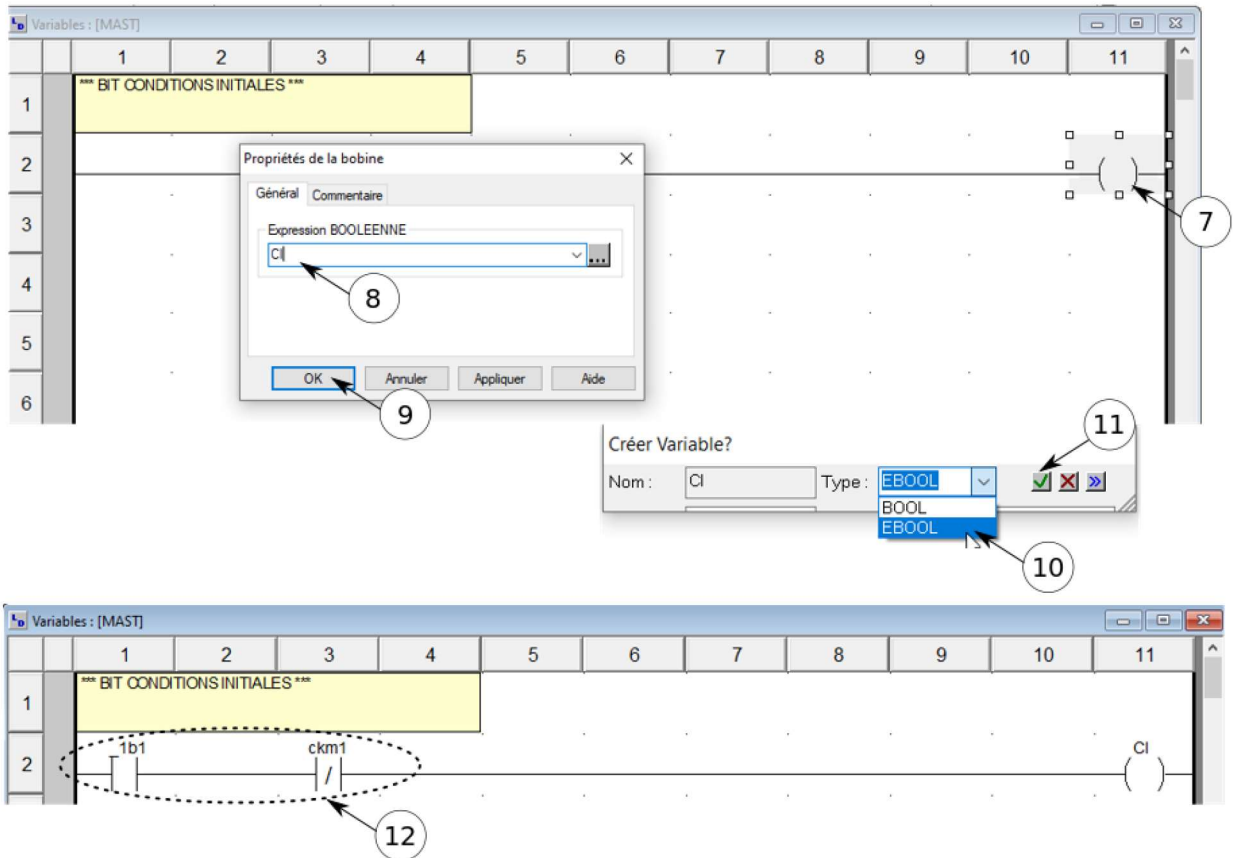 Variables : [MAST]
1 2 3 4 5 6 7 8 9 10 11
1 *** BIT CONDITIONS INITIALES ***
2
Propriétés de la bobine
Général Commentaire
7
3
Expression BOOLEENNE
CI
...
4
8
5
OK Annuler Appliquer Aide
6
9
11
Créer Variable?
Nom : CI Type : EBOOL
BOOL
EBOOL
10
Variables : [MAST]
1 2 3 4 5 6 7 8 9 10 11
1 *** BIT CONDITIONS INITIALES ***
1b1 ckm1 CI
2 /
12